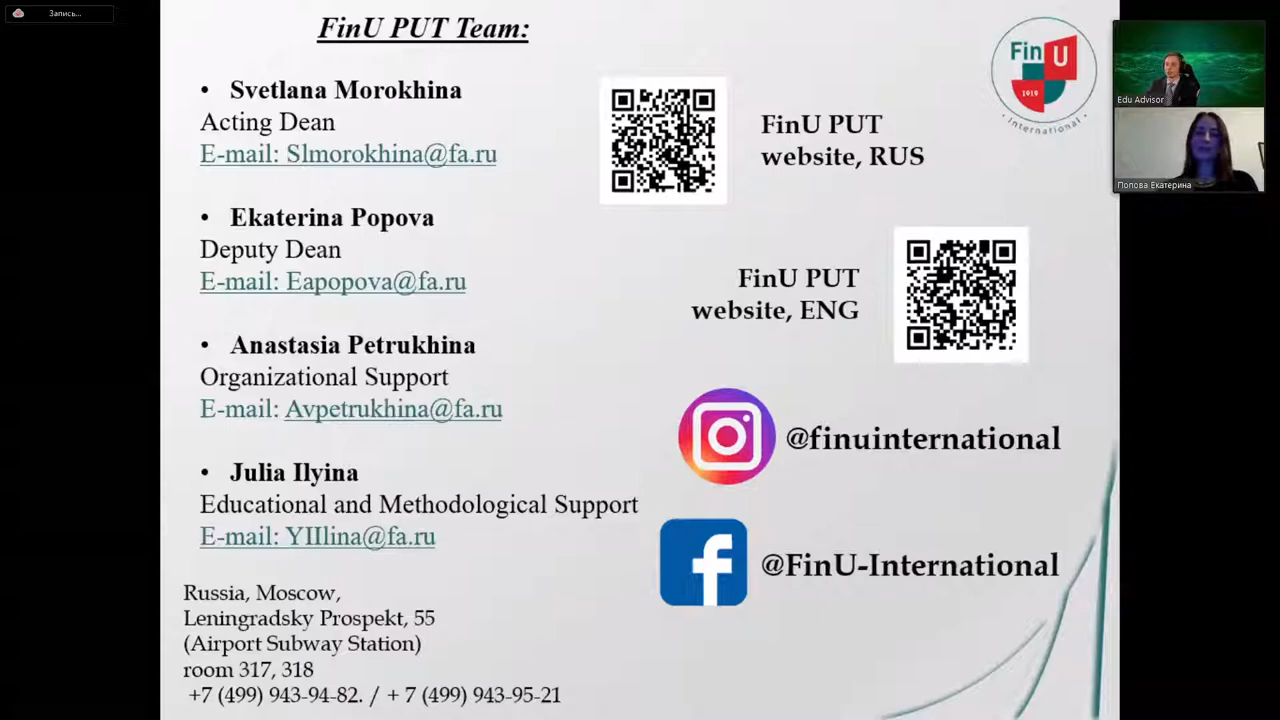 Запись...
FinU PUT Team:
• Svetlana Morokhina
Acting Dean
E-mail: Slmorokhina@fa.ru
• Ekaterina Popova
Deputy Dean
E-mail: Eapopova@fa.ru
• Anastasia Petrukhina
Organizational Support
E-mail: Avpetrukhina@fa.ru
• Julia Ilyina
Educational and Methodological Support
E-mail: YIIlina@fa.ru
Russia, Moscow,
Leningradsky Prospekt, 55
(Airport Subway Station)
room 317, 318
+7 (499) 943-94-82. / + 7 (499) 943-95-21
FinU PUT
website, RUS
FinU PUT
website, ENG
@finuinternational
@FinU-International
Fin U
1919
• International •
Edu Advisor
Попова Екатерина